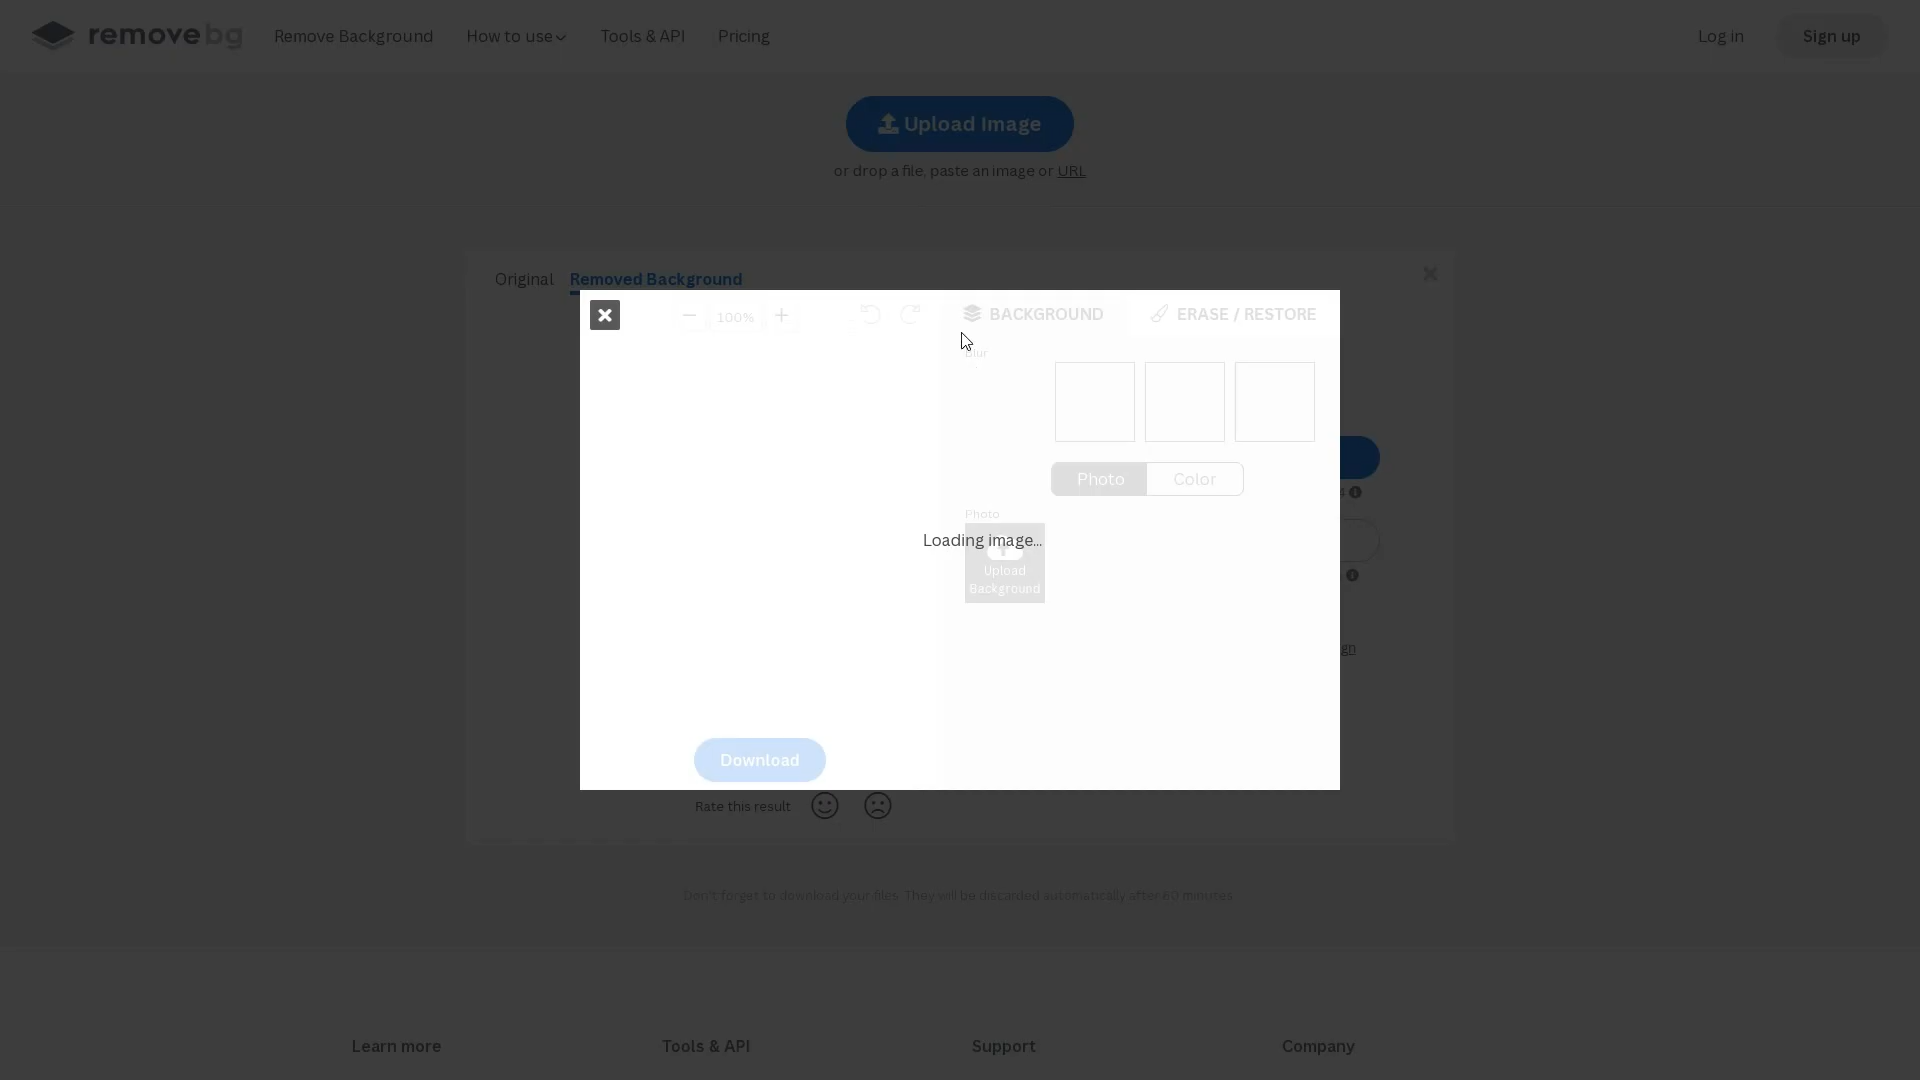 removebg
Remove Background
How to use
Tools & API
Pricing
Log in
Sign up
Upload Image
or drop a file, paste an image or URL
Original
Removed Background
100%
BACKGROUND
ERASE / RESTORE
Blur
Photo
Color
Photo
Loading image...
Upload
Background
Download
Rate this result
Don't forget to download your files. They will be discarded automatically after 60 minutes.
Learn more
Tools & API
Support
Company